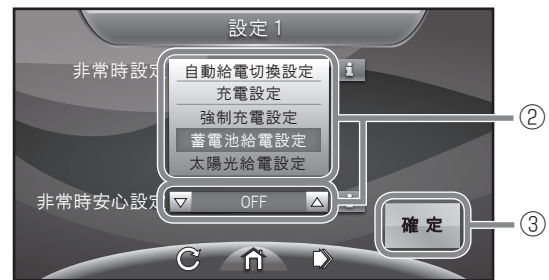 設定1
非常時設定
自動給電切換設定
充電設定
強制充電設定
蓄電池給電設定
太陽光給電設定
②
非常時安心設定
▽ OFF △
確定
③